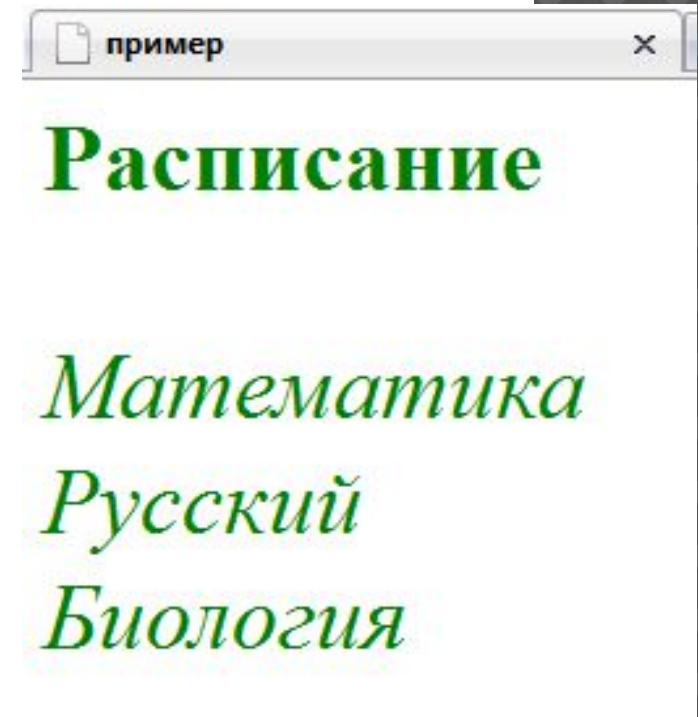 пример
Расписание
Математика
Русский
Биология